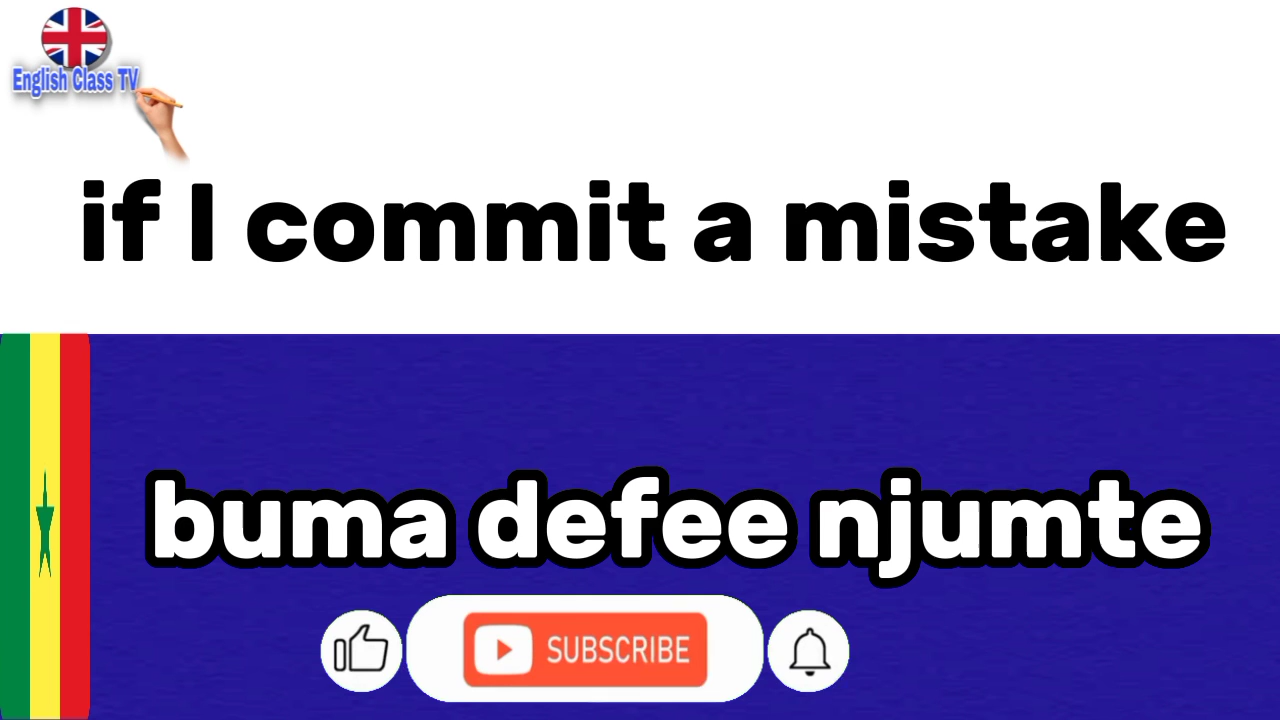 English Class TV
if I commit a mistake
buma defee njumte
SUBSCRIBE